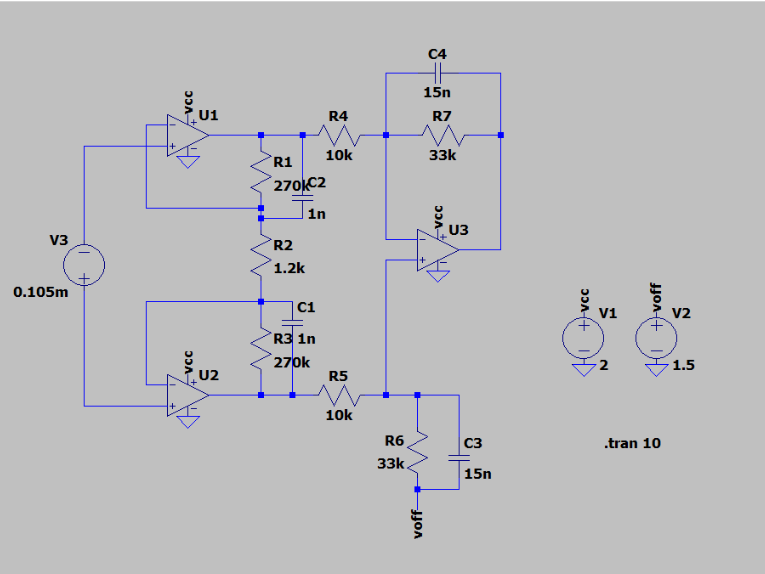 C4
15n
vcc
U1
R4
10k
R7
33k
R1
270k
C2
1n
vcc
U3
V3
0.105m
R2
1.2k
C1
1n
R3
270k
vcc
U2
R5
10k
vcc
V1
2
voff
V2
1.5
R6
33k
C3
15n
voff
.tran 10